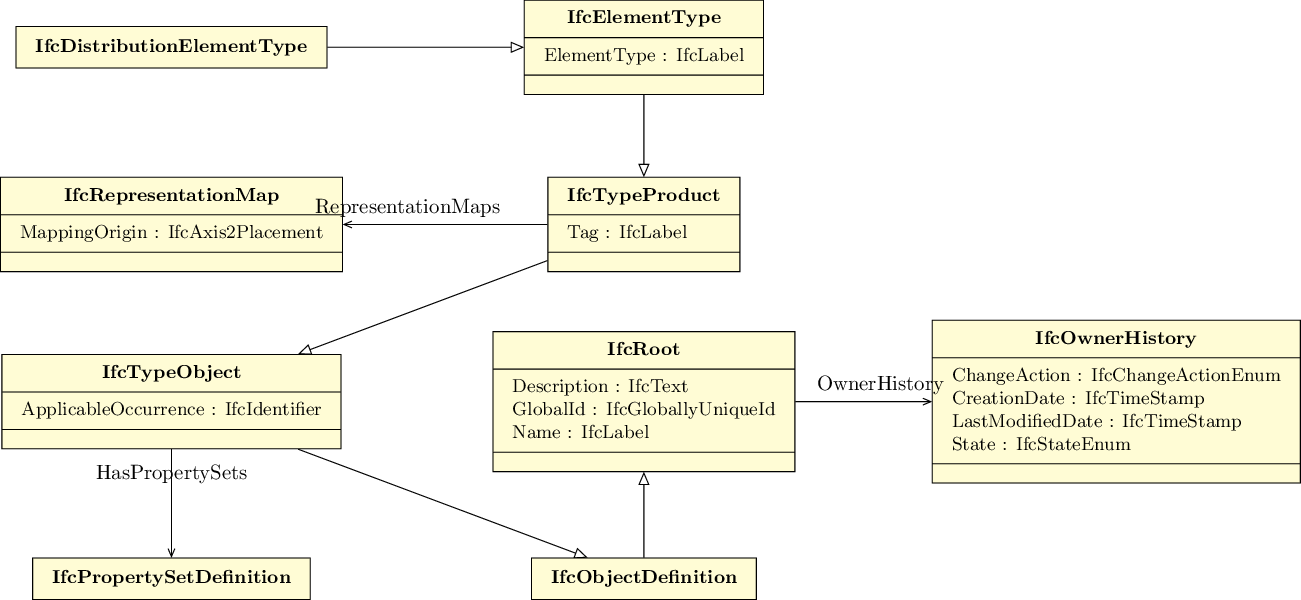 IfcDistributionElementType
IfcElementType
ElementType : IfcLabel
IfcRepresentationMap
MappingOrigin : IfcAxis2Placement
RepresentationMaps
IfcTypeProduct
Tag : IfcLabel
IfcTypeObject
ApplicableOccurrence : IfcIdentifier
IfcRoot
Description : IfcText
GlobalId : IfcGloballyUniqueId
Name : IfcLabel
OwnerHistory
IfcOwnerHistory
ChangeAction : IfcChangeActionEnum
CreationDate : IfcTimeStamp
LastModifiedDate : IfcTimeStamp
State : IfcStateEnum
HasPropertySets
IfcPropertySetDefinition
IfcObjectDefinition